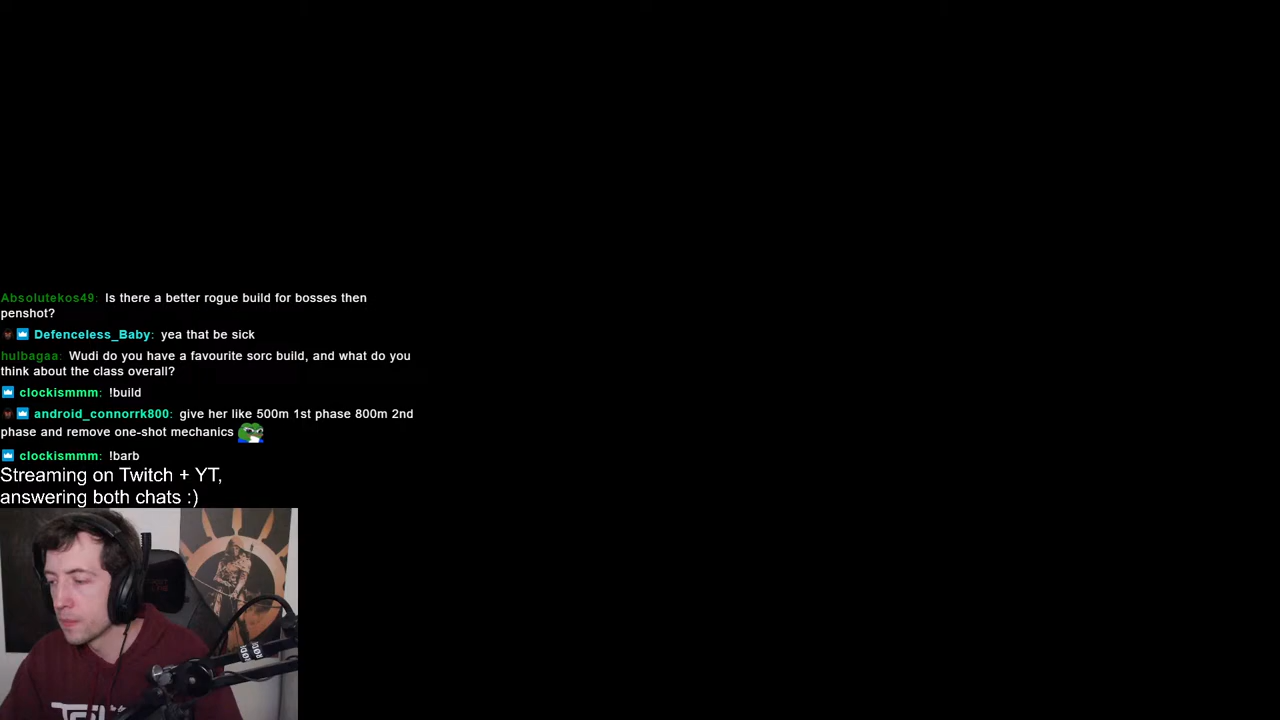 Absolutekos49: Is there a better rogue build for bosses then
penshot?
Defenceless_Baby: yea that be sick
hulbagaa: Wudi do you have a favourite sorc build, and what do you
think about the class overall?
clockismmm: !build
android_connorrk800: give her like 500m 1st phase 800m 2nd
phase and remove one-shot mechanics
clockismmm: !barb
Streaming on Twitch + YT,
answering both chats :)